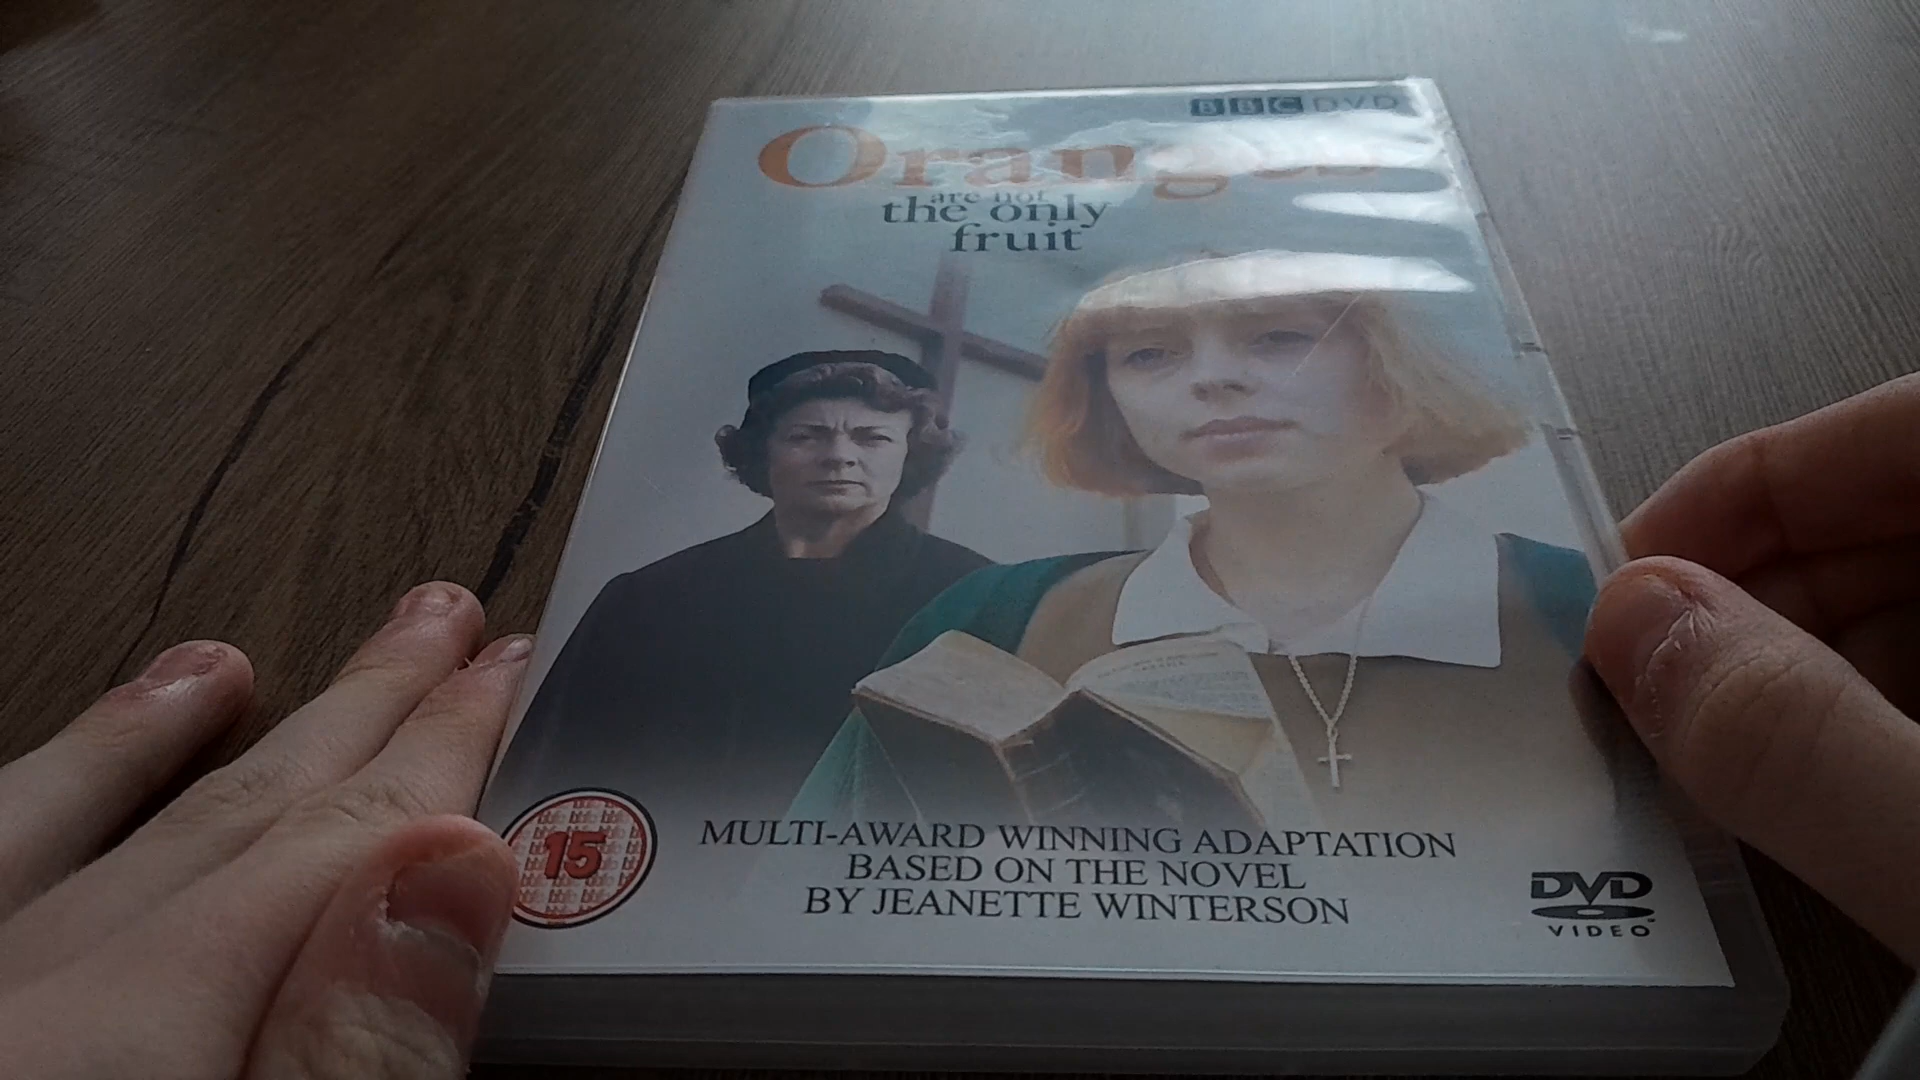 BBC DVD
Oranges
are not
the only
fruit
15
MULTI-AWARD WINNING ADAPTATION
BASED ON THE NOVEL
BY JEANETTE WINTERSON
DVD
VIDEO